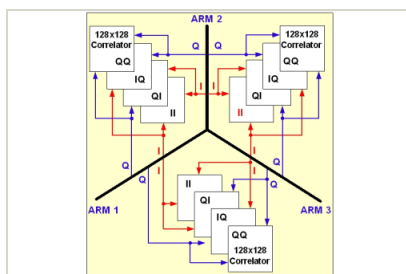 ARM 2
128x128
Correlator
QQ
IQ
QI
II
Q
Q
128x128
Correlator
QQ
IQ
QI
II
I
I
Q
I
I
Q
Q
I
I
Q
II
QI
IQ
QQ
128x128
Correlator
ARM 1
ARM 3